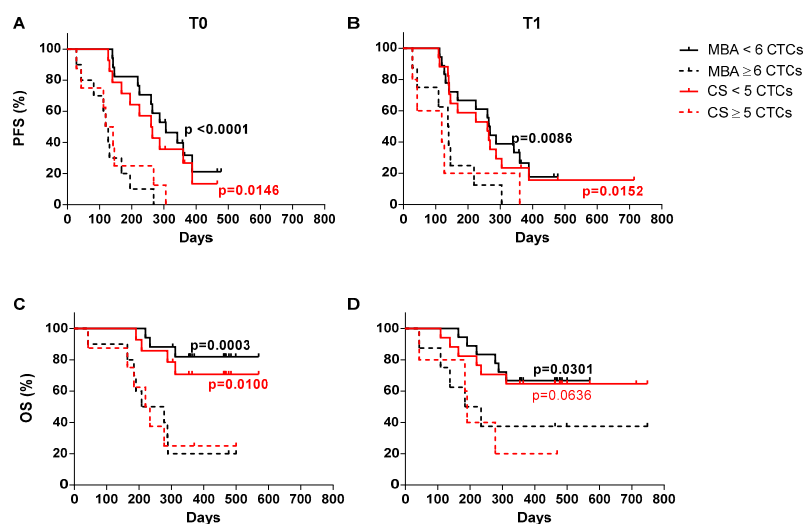 T0
T1
A
B
MBA < 6 CTCs
MBA ≥ 6 CTCs
CS < 5 CTCs
CS ≥ 5 CTCs
PFS (%)
100
80
60
40
20
0
p <0.0001
p=0.0146
0 100 200 300 400 500 600 700 800
Days
100
80
60
40
20
0
p=0.0086
p=0.0152
0 100 200 300 400 500 600 700 800
Days
C
D
OS (%)
100
80
60
40
20
0
p=0.0003
p=0.0100
0 100 200 300 400 500 600 700 800
Days
100
80
60
40
20
0
p=0.0301
p=0.0636
0 100 200 300 400 500 600 700 800
Days